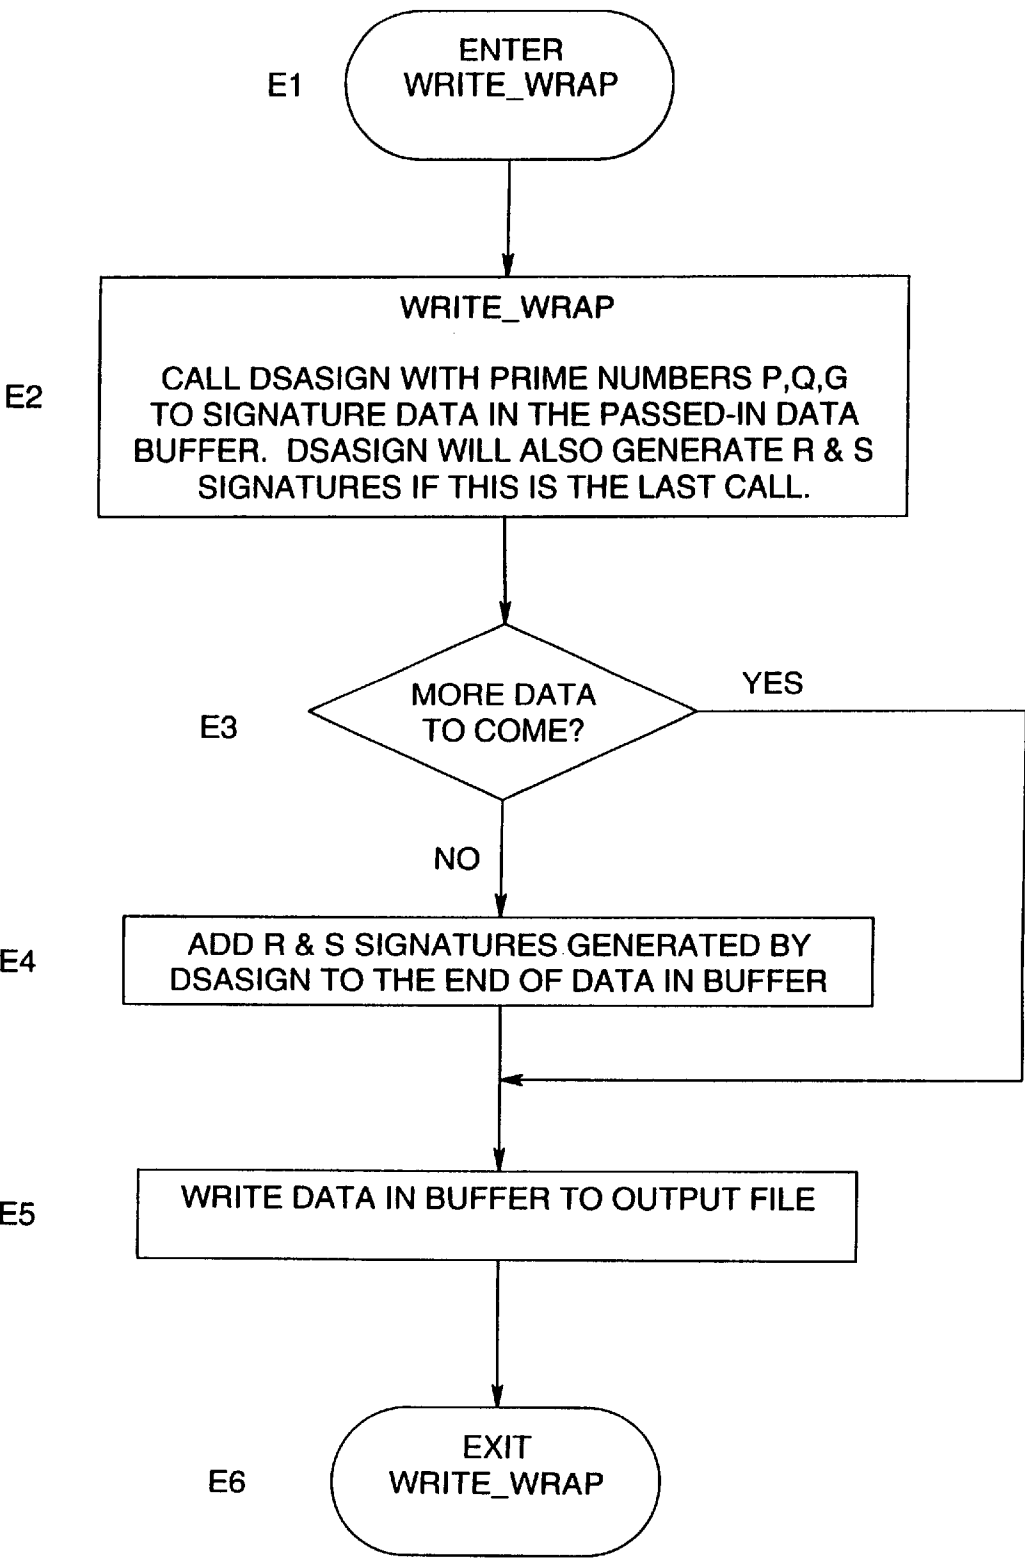 ENTER
E1 WRITE_WRAP
WRITE_WRAP
E2
CALL DSASIGN WITH PRIME NUMBERS P,Q,G
TO SIGNATURE DATA IN THE PASSED-IN DATA
BUFFER. DSASIGN WILL ALSO GENERATE R & S
SIGNATURES IF THIS IS THE LAST CALL.
YES
E3
MORE DATA
TO COME?
NO
E4
ADD R & S SIGNATURES GENERATED BY
DSASIGN TO THE END OF DATA IN BUFFER
E5
WRITE DATA IN BUFFER TO OUTPUT FILE
E6
EXIT
WRITE_WRAP